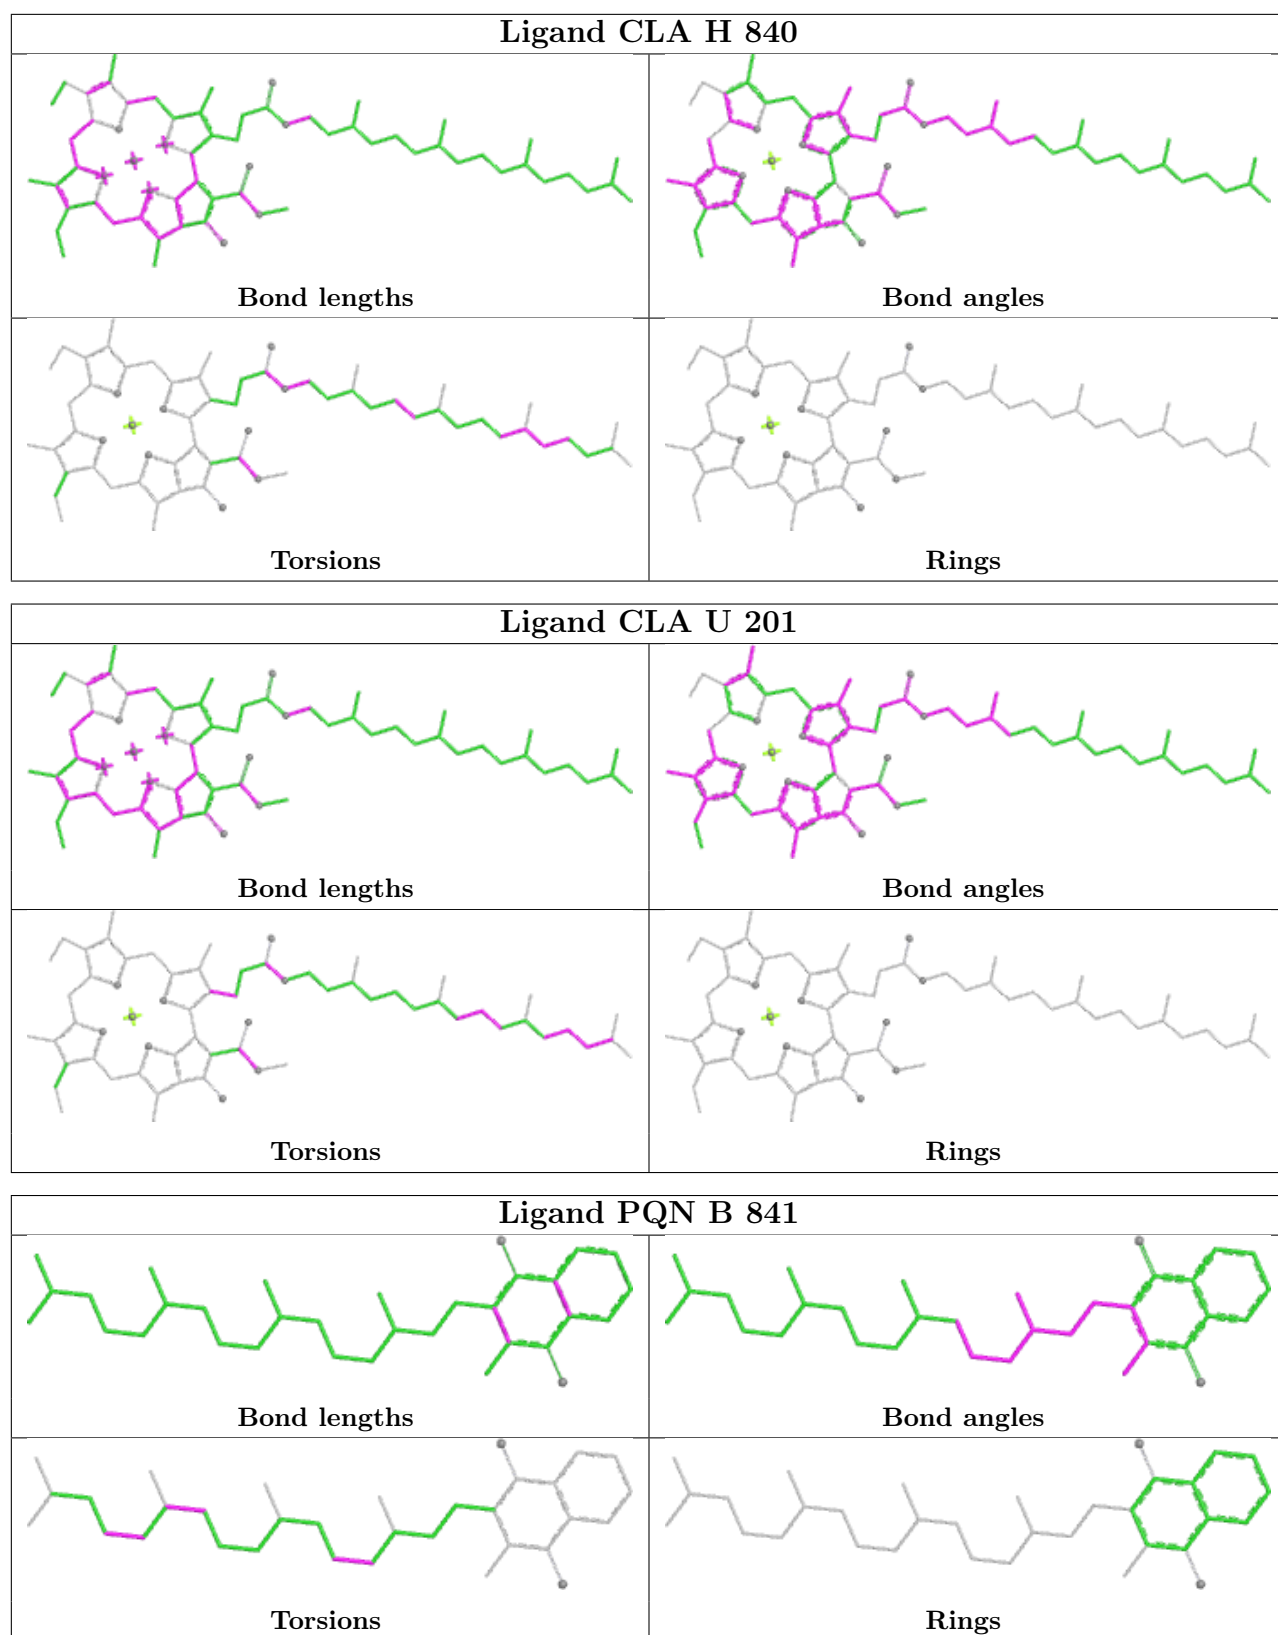 Ligand CLA H 840
Bond lengths
Bond angles
Torsions
Rings
Ligand CLA U 201
Bond lengths
Bond angles
Torsions
Rings
Ligand PQN B 841
Bond lengths
Bond angles
Torsions
Rings